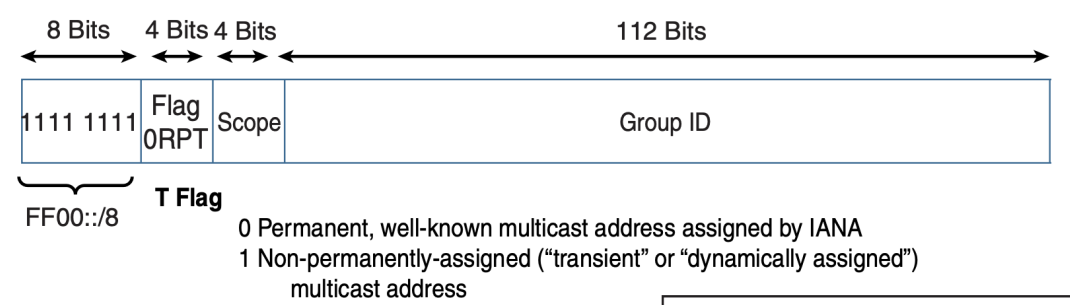 8 Bits 4 Bits 4 Bits 112 Bits
1111 1111 Flag 0RPT Scope Group ID
FF00::/8
T Flag
0 Permanent, well-known multicast address assigned by IANA
1 Non-permanently-assigned (“transient” or “dynamically assigned”)
multicast address